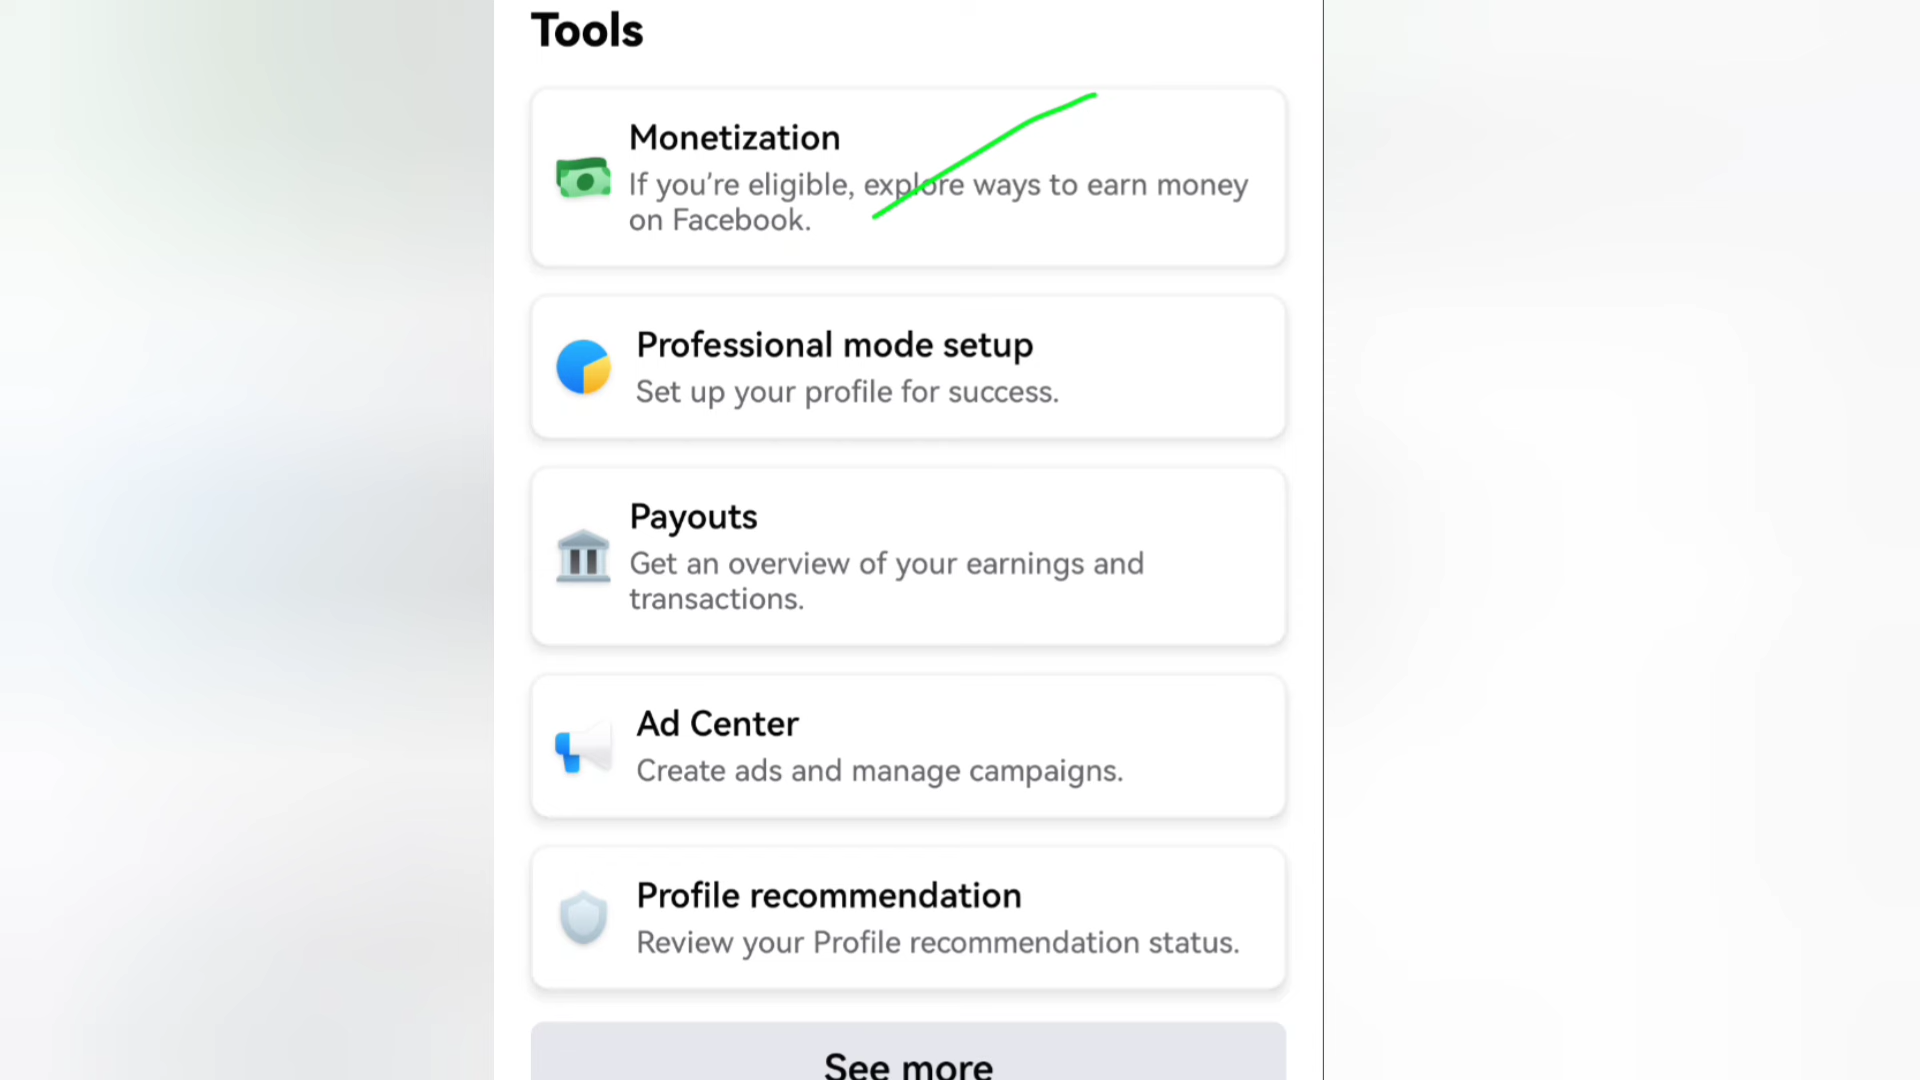 Tools
Monetization
If you're eligible, explore ways to earn money
on Facebook.
Professional mode setup
Set up your profile for success.
Payouts
Get an overview of your earnings and
transactions.
Ad Center
Create ads and manage campaigns.
Profile recommendation
Review your Profile recommendation status.
See more